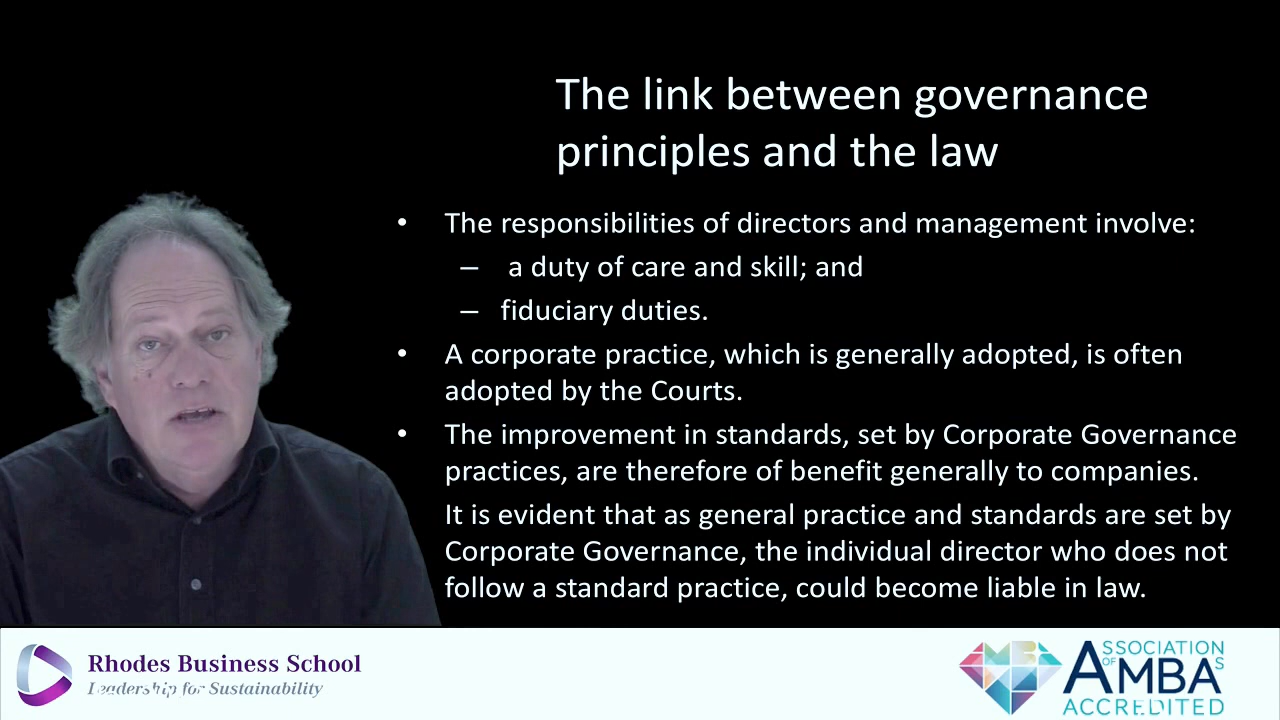 The link between governance
principles and the law
• The responsibilities of directors and management involve:
– a duty of care and skill; and
– fiduciary duties.
• A corporate practice, which is generally adopted, is often
adopted by the Courts.
• The improvement in standards, set by Corporate Governance
practices, are therefore of benefit generally to companies.
It is evident that as general practice and standards are set by
Corporate Governance, the individual director who does not
follow a standard practice, could become liable in law.
Rhodes Business School
Leadership for Sustainability
ASSOCIATION
OF AMBAs
ACCREDITED